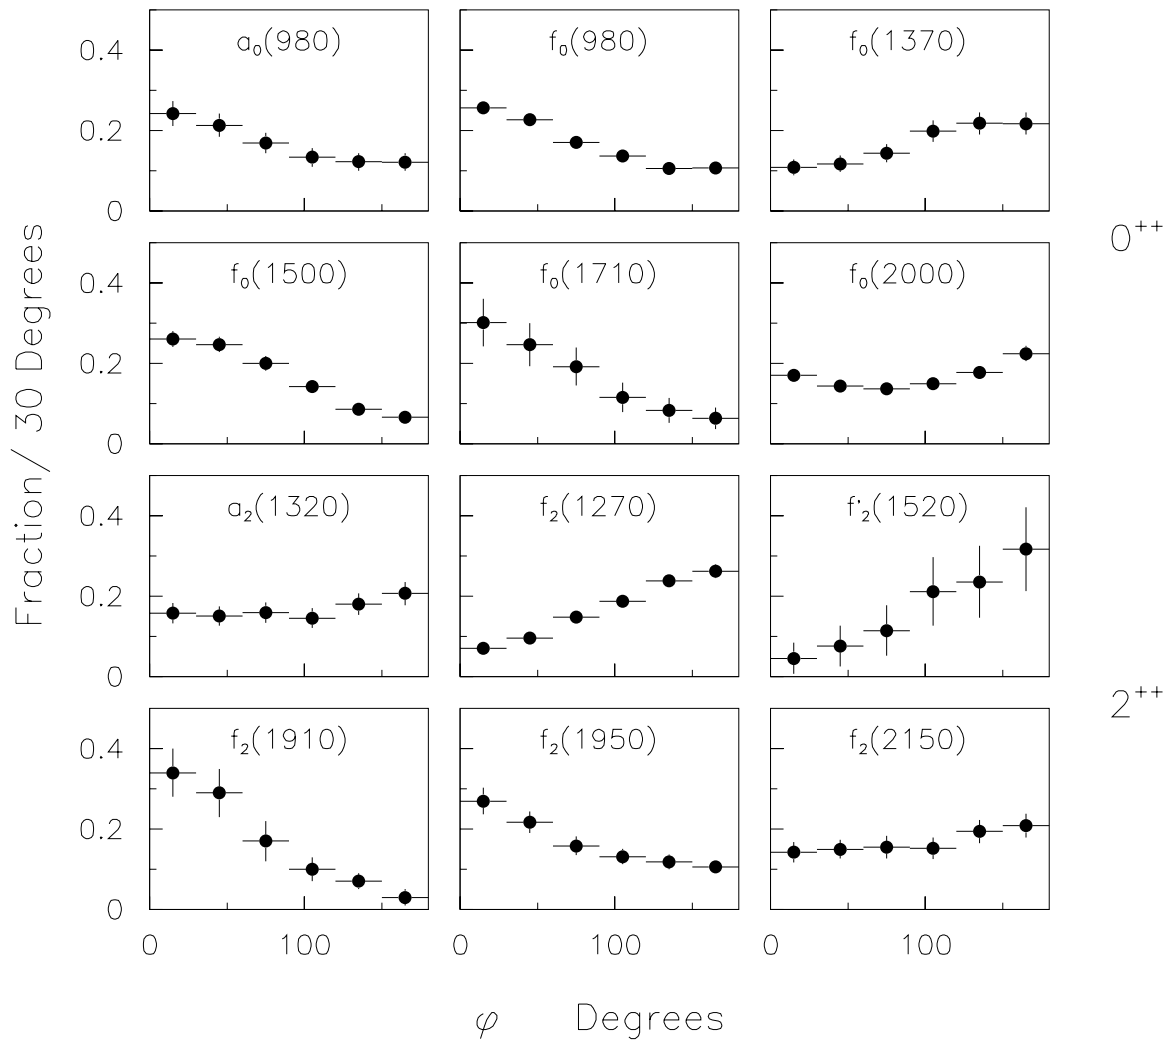 0.4
a₀(980)
f₀(980)
f₀(1370)
0.2
0
0⁺⁺
0.4
f₀(1500)
f₀(1710)
f₀(2000)
0.2
0
Fraction/ 30 Degrees
0.4
a₂(1320)
f₂(1270)
f'₂(1520)
0.2
0
2⁺⁺
0.4
f₂(1910)
f₂(1950)
f₂(2150)
0.2
0
0 100 0 100 0 100
φ Degrees